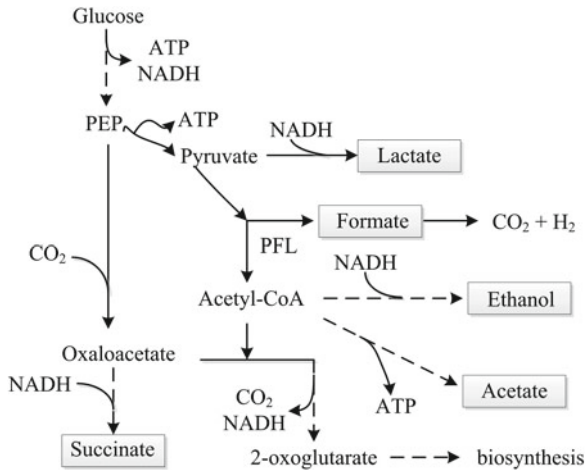 Glucose
ATP
NADH
PEP
ATP
NADH
Pyruvate
Lactate
Formate
CO₂ + H₂
PFL
CO₂
NADH
Acetyl-CoA
Ethanol
Oxaloacetate
NADH
CO₂
NADH
ATP
Acetate
Succinate
2-oxoglutarate
biosynthesis